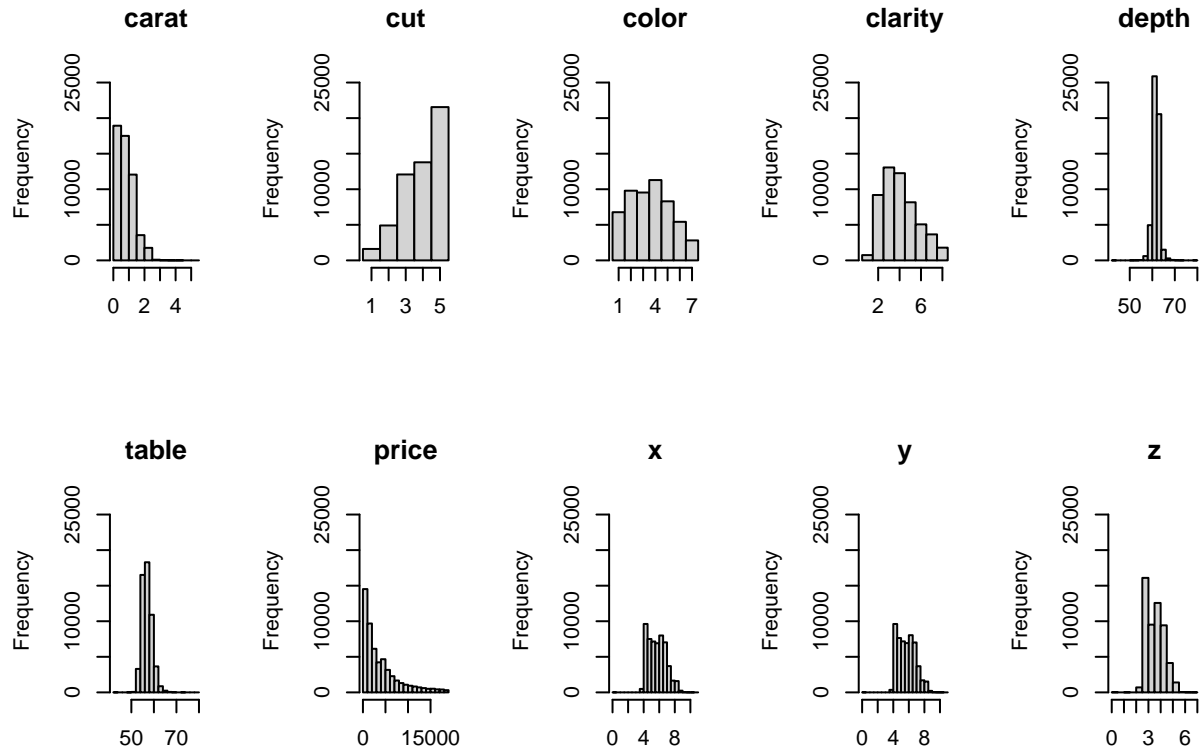 carat
cut
color
clarity
depth
Frequency
0 10000 25000
0 2 4
Frequency
0 10000 25000
1 3 5
Frequency
0 10000 25000
1 4 7
Frequency
0 10000 25000
2 6
Frequency
0 10000 25000
50 70
table
price
x
y
z
Frequency
0 10000 25000
50 70
Frequency
0 10000 25000
0 15000
Frequency
0 10000 25000
0 4 8
Frequency
0 10000 25000
0 4 8
Frequency
0 10000 25000
0 3 6